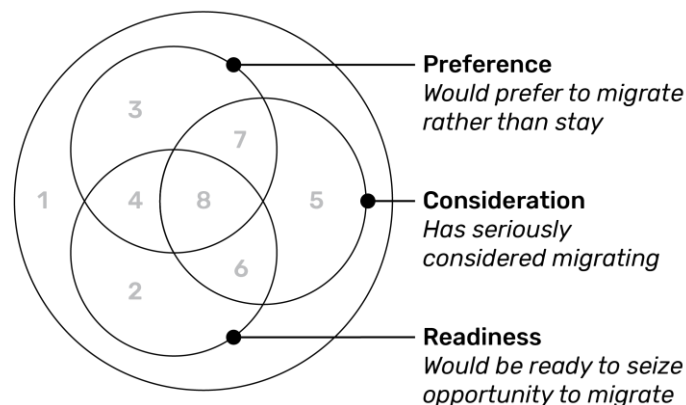 Preference
Would prefer to migrate
rather than stay
3
7
1
4
8
5
Consideration
Has seriously
considered migrating
6
2
Readiness
Would be ready to seize
opportunity to migrate